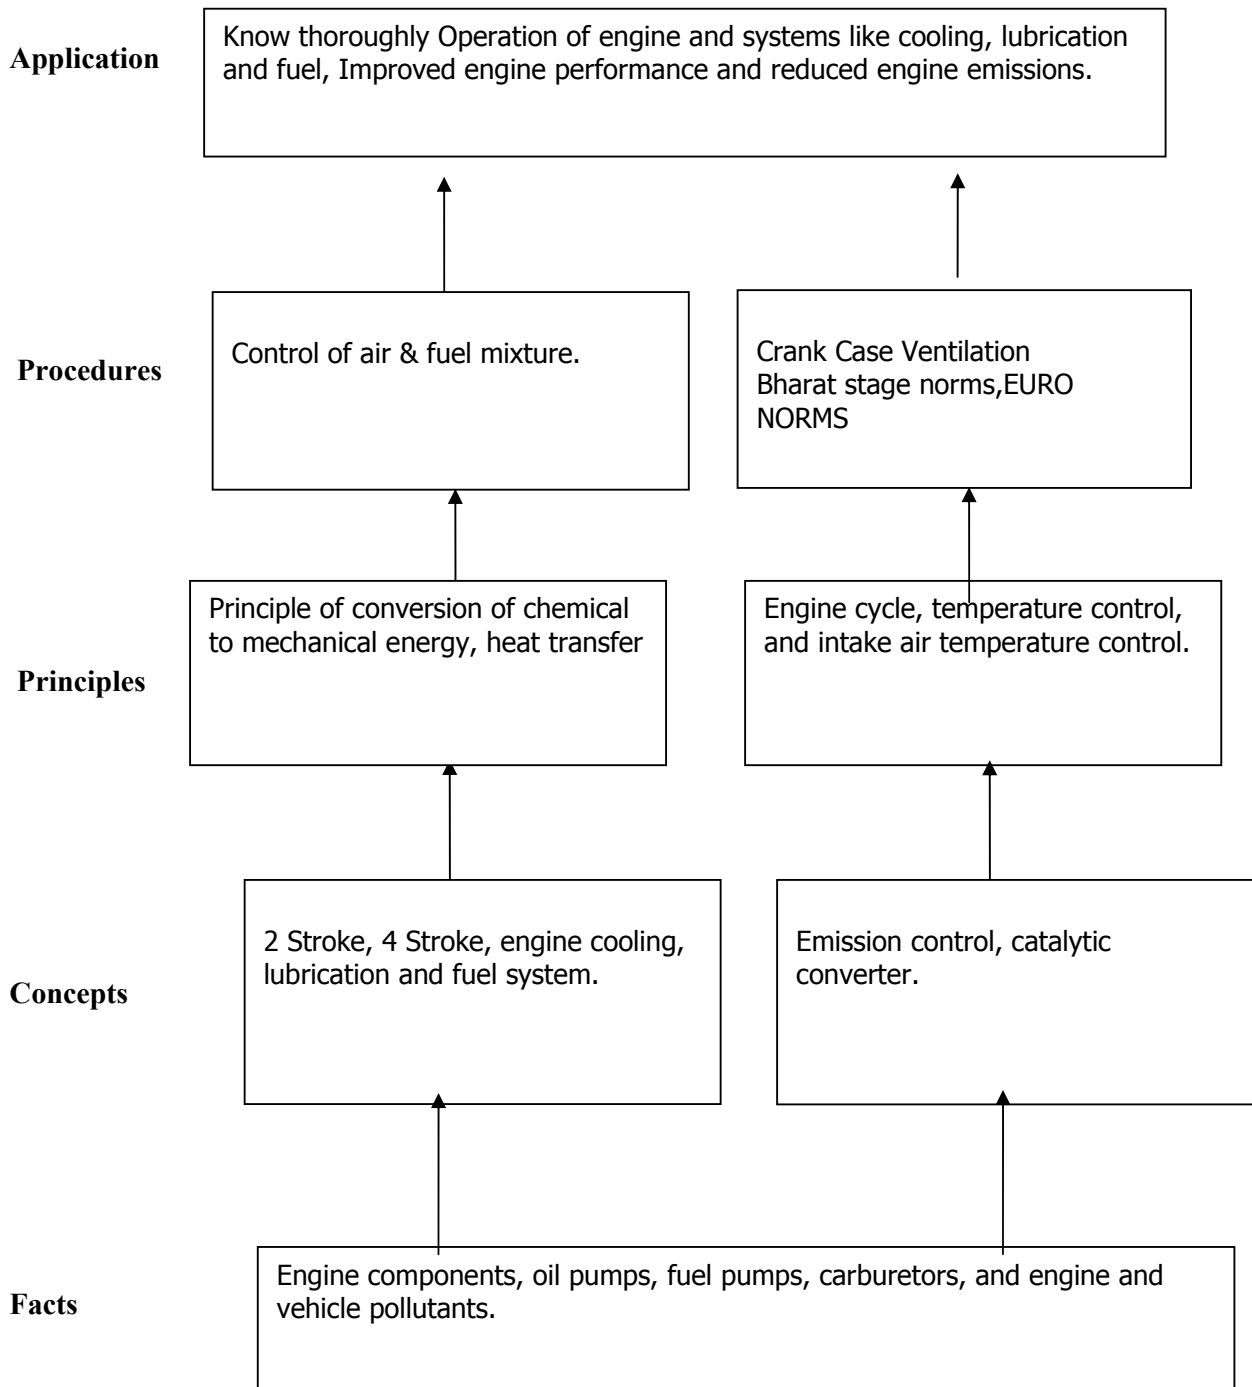 Application
Know thoroughly Operation of engine and systems like cooling, lubrication
and fuel, Improved engine performance and reduced engine emissions.
Procedures
Control of air & fuel mixture.
Crank Case Ventilation
Bharat stage norms,EURO
NORMS
Principles
Principle of conversion of chemical
to mechanical energy, heat transfer
Engine cycle, temperature control,
and intake air temperature control.
Concepts
2 Stroke, 4 Stroke, engine cooling,
lubrication and fuel system.
Emission control, catalytic
converter.
Facts
Engine components, oil pumps, fuel pumps, carburetors, and engine and
vehicle pollutants.